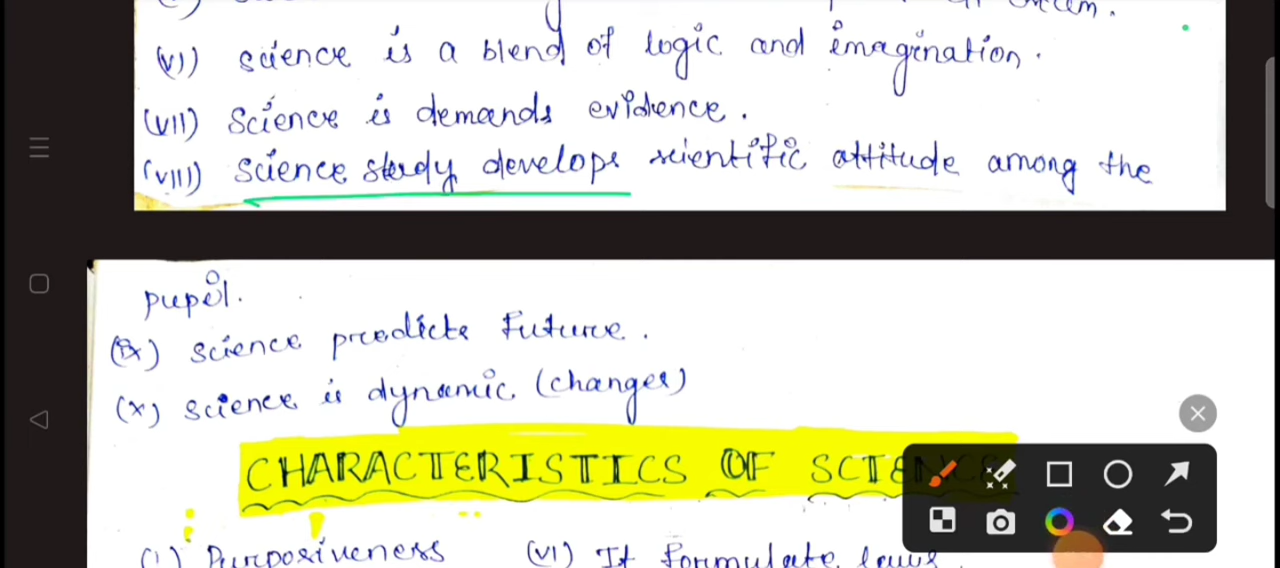 (vi) science is a blend of logic and imagination.
(vii) Science is demands evidence.
(viii) science study develops scientific attitude among the
pupil.
(ix) science predicts Future.
(x) science is dynamic (changes)
CHARACTERISTICS OF SCIENCE
(i) Purposiveness (vi) It formulate laws